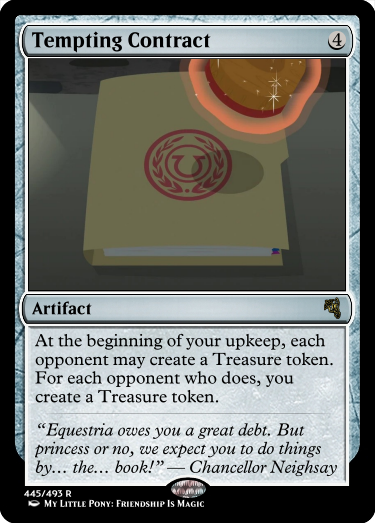 Tempting Contract 4
Artifact
At the beginning of your upkeep, each
opponent may create a Treasure token.
For each opponent who does, you
create a Treasure token.
“Equestria owes you a great debt. But
princess or no, we expect you to do things
by… the… book!” — Chancellor Neighsay
445/493 R
My Little Pony: Friendship Is Magic